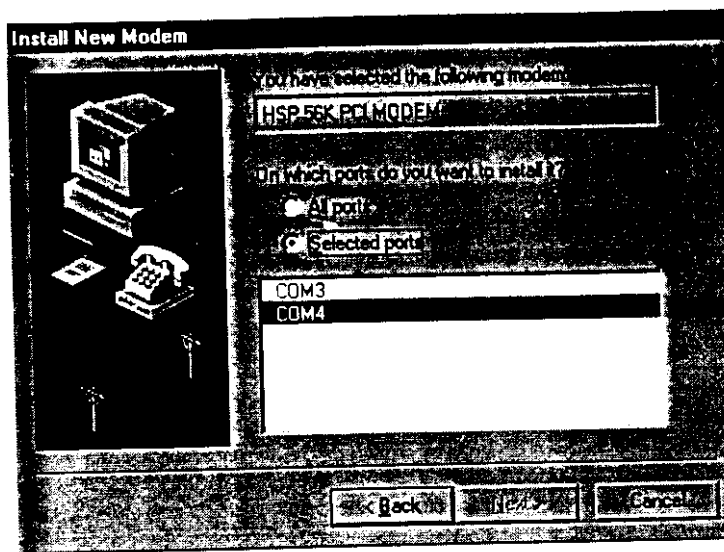 Install New Modem
You have selected the following modem:
HSP 56K PCI MODEM
On which ports do you want to install it?
All ports
Selected ports
COM3
COM4
< Back
Next >
Cancel